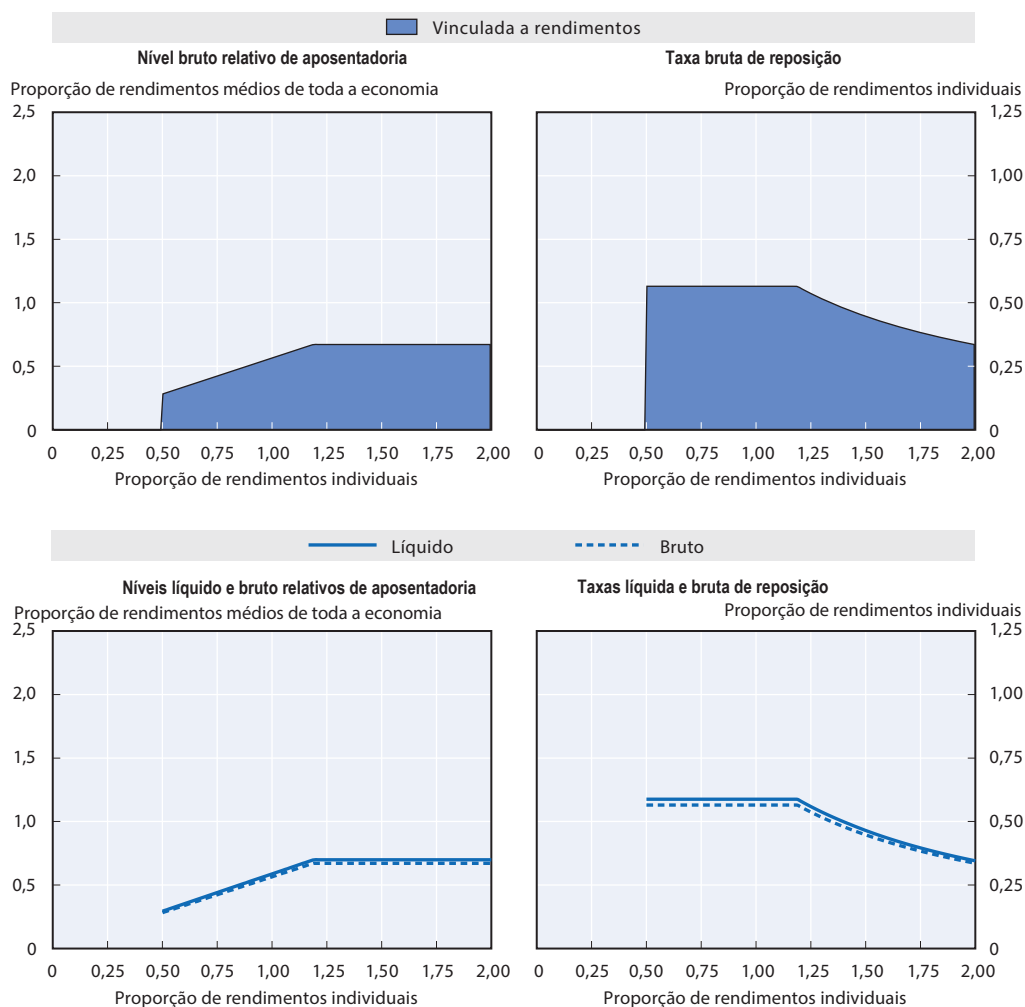 Vinculada a rendimentos
Nível bruto relativo de aposentadoria
Proporção de rendimentos médios de toda a economia
2,5
2,0
1,5
1,0
0,5
0
0 0,25 0,50 0,75 1,00 1,25 1,50 1,75 2,00
Proporção de rendimentos individuais
Taxa bruta de reposição
Proporção de rendimentos individuais
1,25
1,00
0,75
0,50
0,25
0
0 0,25 0,50 0,75 1,00 1,25 1,50 1,75 2,00
Proporção de rendimentos individuais
Líquido Bruto
Níveis líquido e bruto relativos de aposentadoria
Proporção de rendimentos médios de toda a economia
2,5
2,0
1,5
1,0
0,5
0
0 0,25 0,50 0,75 1,00 1,25 1,50 1,75 2,00
Proporção de rendimentos individuais
Taxas líquida e bruta de reposição
Proporção de rendimentos individuais
1,25
1,00
0,75
0,50
0,25
0
0 0,25 0,50 0,75 1,00 1,25 1,50 1,75 2,00
Proporção de rendimentos individuais